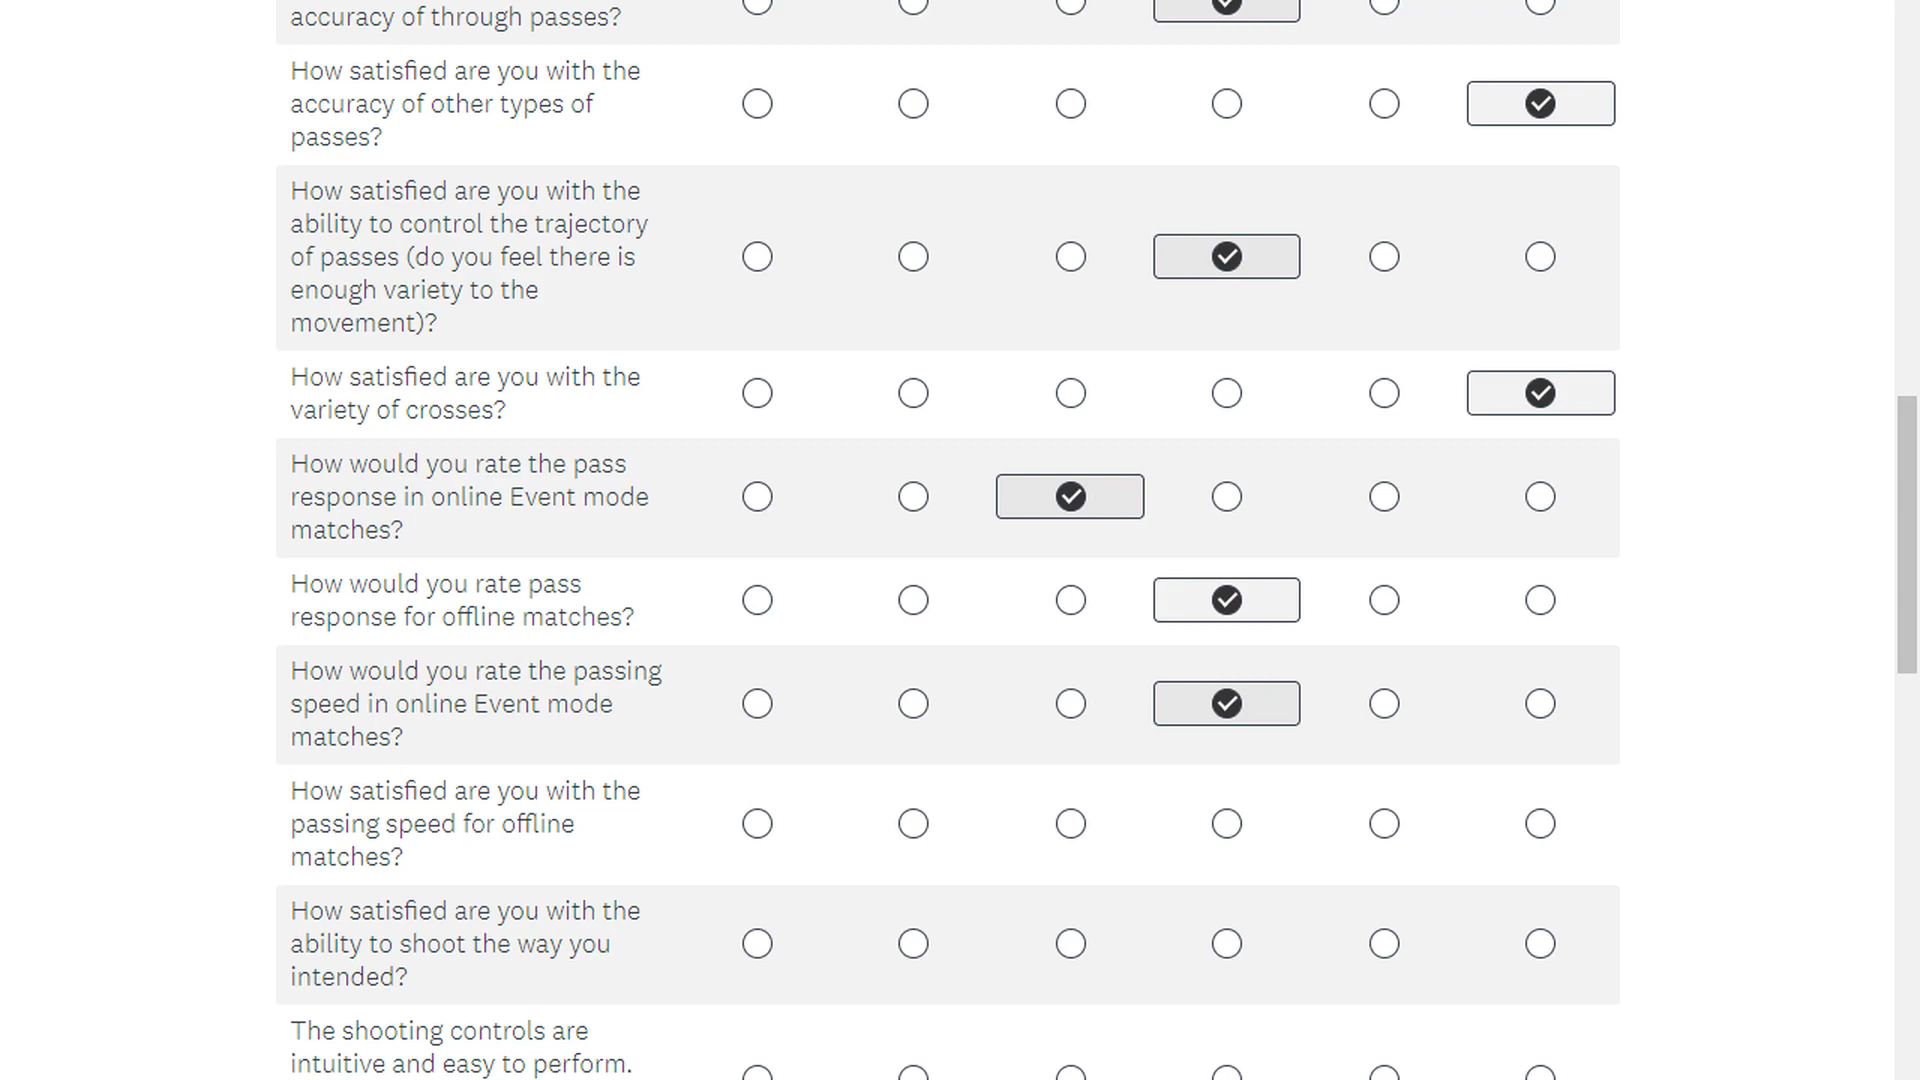 accuracy of through passes?
How satisfied are you with the
accuracy of other types of
passes?
How satisfied are you with the
ability to control the trajectory
of passes (do you feel there is
enough variety to the
movement)?
How satisfied are you with the
variety of crosses?
How would you rate the pass
response in online Event mode
matches?
How would you rate pass
response for offline matches?
How would you rate the passing
speed in online Event mode
matches?
How satisfied are you with the
passing speed for offline
matches?
How satisfied are you with the
ability to shoot the way you
intended?
The shooting controls are
intuitive and easy to perform.